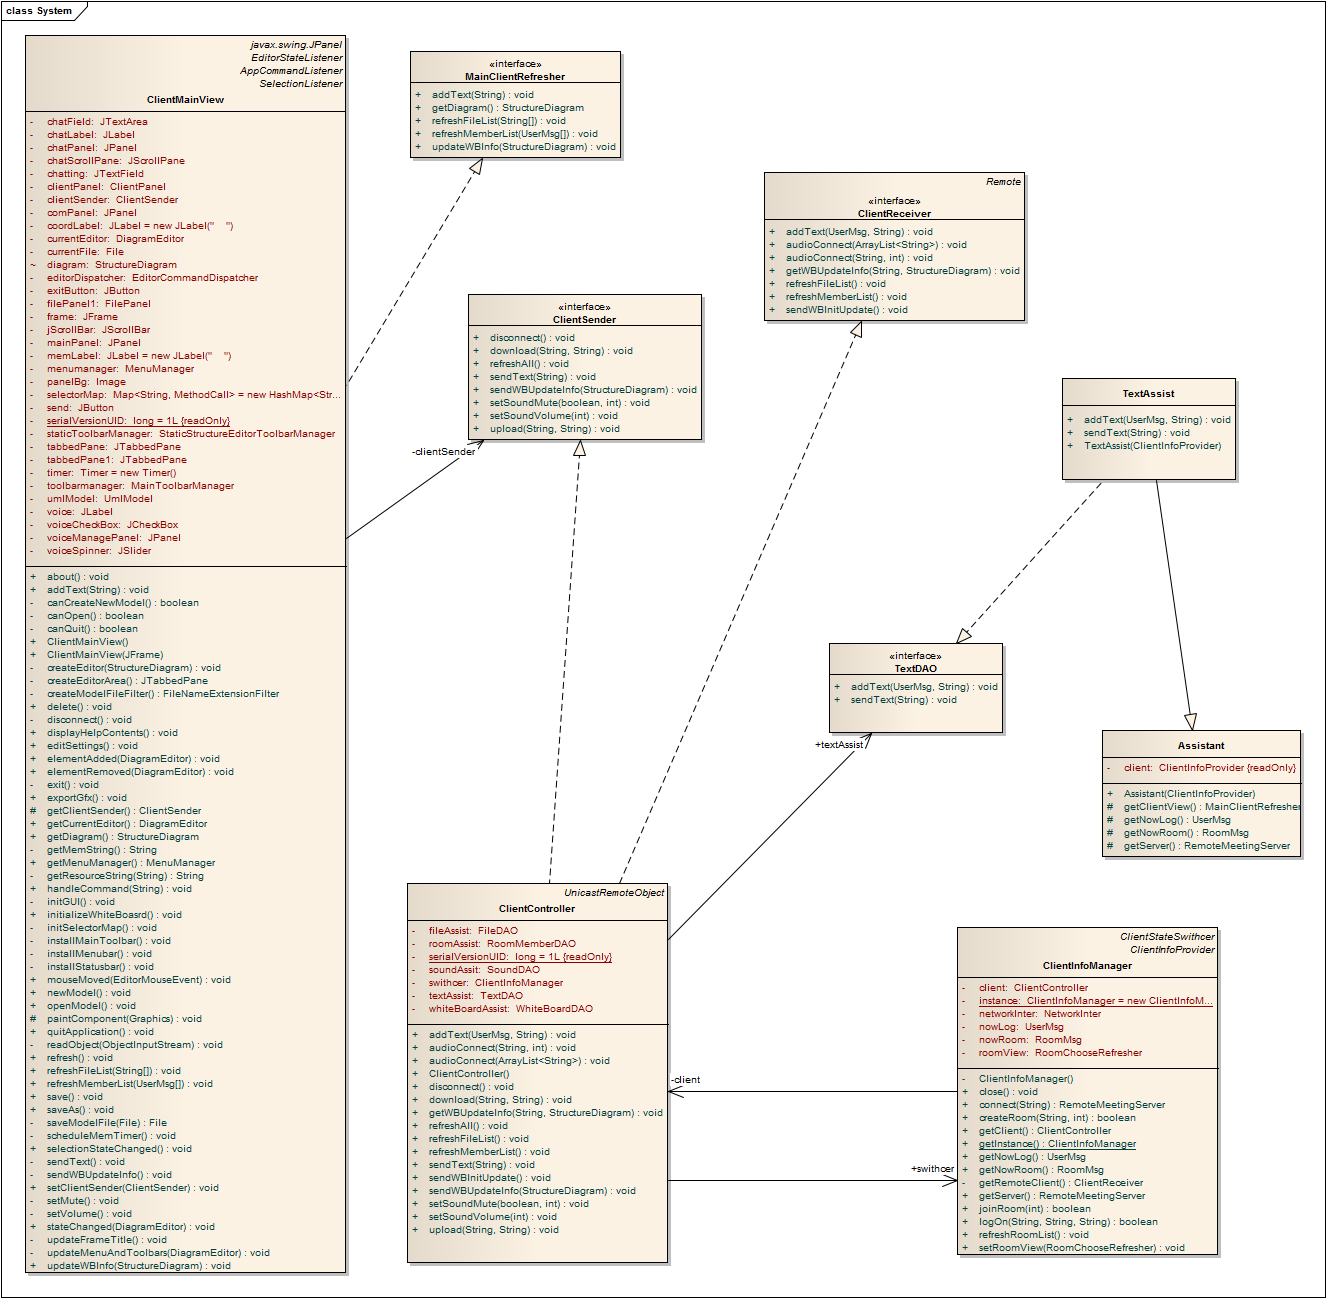 class System
javax.swing.JPanel
EditorStateListener
AppCommandListener
SelectionListener
ClientMainView
- chatField: JTextArea
- chatLabel: JLabel
- chatPanel: JPanel
- chatScrollPane: JScrollPane
- chatting: JTextField
- clientPanel: ClientPanel
- clientSender: ClientSender
- comPanel: JPanel
- coordLabel: JLabel = new JLabel("    ")
- currentEditor: DiagramEditor
- currentFile: File
~ diagram: StructureDiagram
- editorDispatcher: EditorCommandDispatcher
- exitButton: JButton
- filePanel1: FilePanel
- frame: JFrame
- jScrollBar: JScrollBar
- mainPanel: JPanel
- memLabel: JLabel = new JLabel("    ")
- menumanager: MenuManager
- panelBg: Image
- selectorMap: Map<String, MethodCall> = new HashMap<Str...
- send: JButton
- serialVersionUID: long = 1L {readOnly}
- staticToolbarManager: StaticStructureEditorToolbarManager
- tabbedPane: JTabbedPane
- tabbedPane1: JTabbedPane
- timer: Timer = new Timer()
- toolbarmanager: MainToolbarManager
- umlModel: UmlModel
- voice: JLabel
- voiceCheckBox: JCheckBox
- voiceManagePanel: JPanel
- voiceSpinner: JSlider
+ about() : void
+ addText(String) : void
- canCreateNewModel() : boolean
- canOpen() : boolean
- canQuit() : boolean
+ ClientMainView()
+ ClientMainView(JFrame)
- createEditor(StructureDiagram) : void
- createEditorArea() : JTabbedPane
- createModelFileFilter() : FileNameExtensionFilter
+ delete() : void
- disconnect() : void
+ displayHelpContents() : void
+ editSettings() : void
+ elementAdded(DiagramEditor) : void
+ elementRemoved(DiagramEditor) : void
- exit() : void
+ exportGfx() : void
# getClientSender() : ClientSender
+ getCurrentEditor() : DiagramEditor
+ getDiagram() : StructureDiagram
- getMemString() : String
+ getMenuManager() : MenuManager
- getResourceString(String) : String
+ handleCommand(String) : void
- initGUI() : void
+ initializeWhiteBoasrd() : void
- initSelectorMap() : void
- installMainToolbar() : void
- installMenubar() : void
- installStatusbar() : void
+ mouseMoved(EditorMouseEvent) : void
+ newModel() : void
+ openModel() : void
# paintComponent(Graphics) : void
+ quitApplication() : void
- readObject(ObjectInputStream) : void
+ refresh() : void
+ refreshFileList(String[]) : void
+ refreshMemberList(UserMsg[]) : void
+ save() : void
+ saveAs() : void
- saveModelFile(File) : File
- scheduleMemTimer() : void
+ selectionStateChanged() : void
- sendText() : void
- sendWBUpdateInfo() : void
+ setClientSender(ClientSender) : void
- setMute() : void
- setVolume() : void
+ stateChanged(DiagramEditor) : void
- updateFrameTitle() : void
- updateMenuAndToolbars(DiagramEditor) : void
+ updateWBInfo(StructureDiagram) : void
«interface»
MainClientRefresher
+ addText(String) : void
+ getDiagram() : StructureDiagram
+ refreshFileList(String[]) : void
+ refreshMemberList(UserMsg[]) : void
+ updateWBInfo(StructureDiagram) : void
Remote
«interface»
ClientReceiver
+ addText(UserMsg, String) : void
+ audioConnect(ArrayList<String>) : void
+ audioConnect(String, int) : void
+ getWBUpdateInfo(String, StructureDiagram) : void
+ refreshFileList() : void
+ refreshMemberList() : void
+ sendWBInitUpdate() : void
«interface»
ClientSender
+ disconnect() : void
+ download(String, String) : void
+ refreshAll() : void
+ sendText(String) : void
+ sendWBUpdateInfo(StructureDiagram) : void
+ setSoundMute(boolean, int) : void
+ setSoundVolume(int) : void
+ upload(String, String) : void
-clientSender
TextAssist
+ addText(UserMsg, String) : void
+ sendText(String) : void
+ TextAssist(ClientInfoProvider)
«interface»
TextDAO
+ addText(UserMsg, String) : void
+ sendText(String) : void
+textAssist
Assistant
- client: ClientInfoProvider {readOnly}
+ Assistant(ClientInfoProvider)
# getClientView() : MainClientRefresher
# getNowLog() : UserMsg
# getNowRoom() : RoomMsg
# getServer() : RemoteMeetingServer
UnicastRemoteObject
ClientController
- fileAssist: FileDAO
- roomAssist: RoomMemberDAO
- serialVersionUID: long = 1L {readOnly}
- soundAssit: SoundDAO
- swithcer: ClientInfoManager
- textAssist: TextDAO
- whiteBoardAssist: WhiteBoardDAO
+ addText(UserMsg, String) : void
+ audioConnect(String, int) : void
+ audioConnect(ArrayList<String>) : void
+ ClientController()
+ disconnect() : void
+ download(String, String) : void
+ getWBUpdateInfo(String, StructureDiagram) : void
+ refreshAll() : void
+ refreshFileList() : void
+ refreshMemberList() : void
+ sendText(String) : void
+ sendWBInitUpdate() : void
+ sendWBUpdateInfo(StructureDiagram) : void
+ setSoundMute(boolean, int) : void
+ setSoundVolume(int) : void
+ upload(String, String) : void
-client
+swithcer
ClientStateSwithcer
ClientInfoProvider
ClientInfoManager
- client: ClientController
- instance: ClientInfoManager = new ClientInfoM...
- networkInter: NetworkInter
- nowLog: UserMsg
- nowRoom: RoomMsg
- roomView: RoomChooseRefresher
- ClientInfoManager()
+ close() : void
+ connect(String) : RemoteMeetingServer
+ createRoom(String, int) : boolean
+ getClient() : ClientController
+ getInstance() : ClientInfoManager
+ getNowLog() : UserMsg
+ getNowRoom() : RoomMsg
- getRemoteClient() : ClientReceiver
+ getServer() : RemoteMeetingServer
+ joinRoom(int) : boolean
+ logOn(String, String, String) : boolean
+ refreshRoomList() : void
+ setRoomView(RoomChooseRefresher) : void